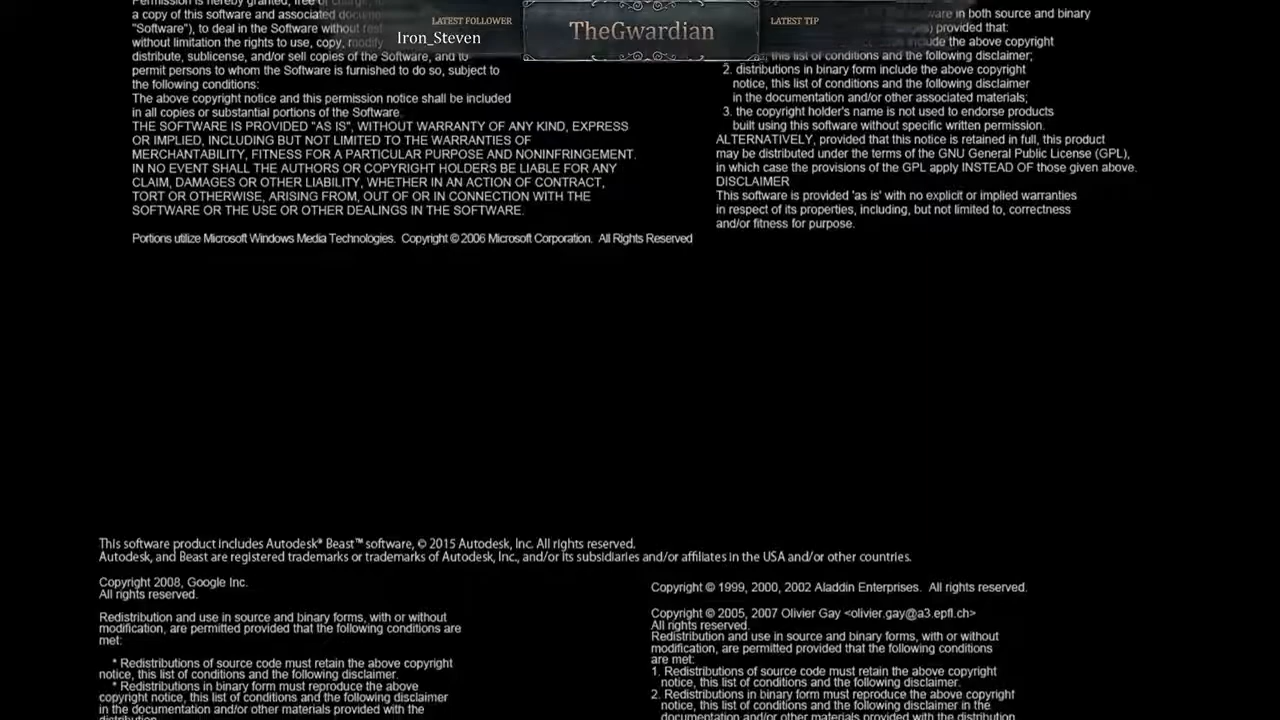 LATEST FOLLOWER
Iron_Steven
TheGwardian
LATEST TIP
Permission is hereby granted, free of charge,
a copy of this software and associated
"Software"), to deal in the Software without
without limitation the rights to use, copy, modify
distribute, sublicense, and/or sell copies of the Software, and to
permit persons to whom the Software is furnished to do so, subject to
the following conditions:
The above copyright notice and this permission notice shall be included
in all copies or substantial portions of the Software.
THE SOFTWARE IS PROVIDED "AS IS", WITHOUT WARRANTY OF ANY KIND, EXPRESS
OR IMPLIED, INCLUDING BUT NOT LIMITED TO THE WARRANTIES OF
MERCHANTABILITY, FITNESS FOR A PARTICULAR PURPOSE AND NONINFRINGEMENT.
IN NO EVENT SHALL THE AUTHORS OR COPYRIGHT HOLDERS BE LIABLE FOR ANY
CLAIM, DAMAGES OR OTHER LIABILITY, WHETHER IN AN ACTION OF CONTRACT,
TORT OR OTHERWISE, ARISING FROM, OUT OF OR IN CONNECTION WITH THE
SOFTWARE OR THE USE OR OTHER DEALINGS IN THE SOFTWARE.
Portions utilize Microsoft Windows Media Technologies. Copyright © 2006 Microsoft Corporation. All Rights Reserved
in both source and binary
provided that:
include the above copyright
this list of conditions and the following disclaimer;
2. distributions in binary form include the above copyright
notice, this list of conditions and the following disclaimer
in the documentation and/or other associated materials;
3. the copyright holder's name is not used to endorse products
built using this software without specific written permission.
ALTERNATIVELY, provided that this notice is retained in full, this product
may be distributed under the terms of the GNU General Public License (GPL),
in which case the provisions of the GPL apply INSTEAD OF those given above.
DISCLAIMER
This software is provided 'as is' with no explicit or implied warranties
in respect of its properties, including, but not limited to, correctness
and/or fitness for purpose.
This software product includes Autodesk® Beast™ software, © 2015 Autodesk, Inc. All rights reserved.
Autodesk, and Beast are registered trademarks or trademarks of Autodesk, Inc., and/or its subsidiaries and/or affiliates in the USA and/or other countries.
Copyright 2008, Google Inc.
All rights reserved.
Redistribution and use in source and binary forms, with or without
modification, are permitted provided that the following conditions are
met:
* Redistributions of source code must retain the above copyright
notice, this list of conditions and the following disclaimer.
* Redistributions in binary form must reproduce the above
copyright notice, this list of conditions and the following disclaimer
in the documentation and/or other materials provided with the
distribution.
Copyright © 1999, 2000, 2002 Aladdin Enterprises. All rights reserved.
Copyright © 2005, 2007 Olivier Gay <olivier.gay@a3.epfl.ch>
All rights reserved.
Redistribution and use in source and binary forms, with or without
modification, are permitted provided that the following conditions
are met:
1. Redistributions of source code must retain the above copyright
notice, this list of conditions and the following disclaimer.
2. Redistributions in binary form must reproduce the above copyright
notice, this list of conditions and the following disclaimer in the
documentation and/or other materials provided with the distribution